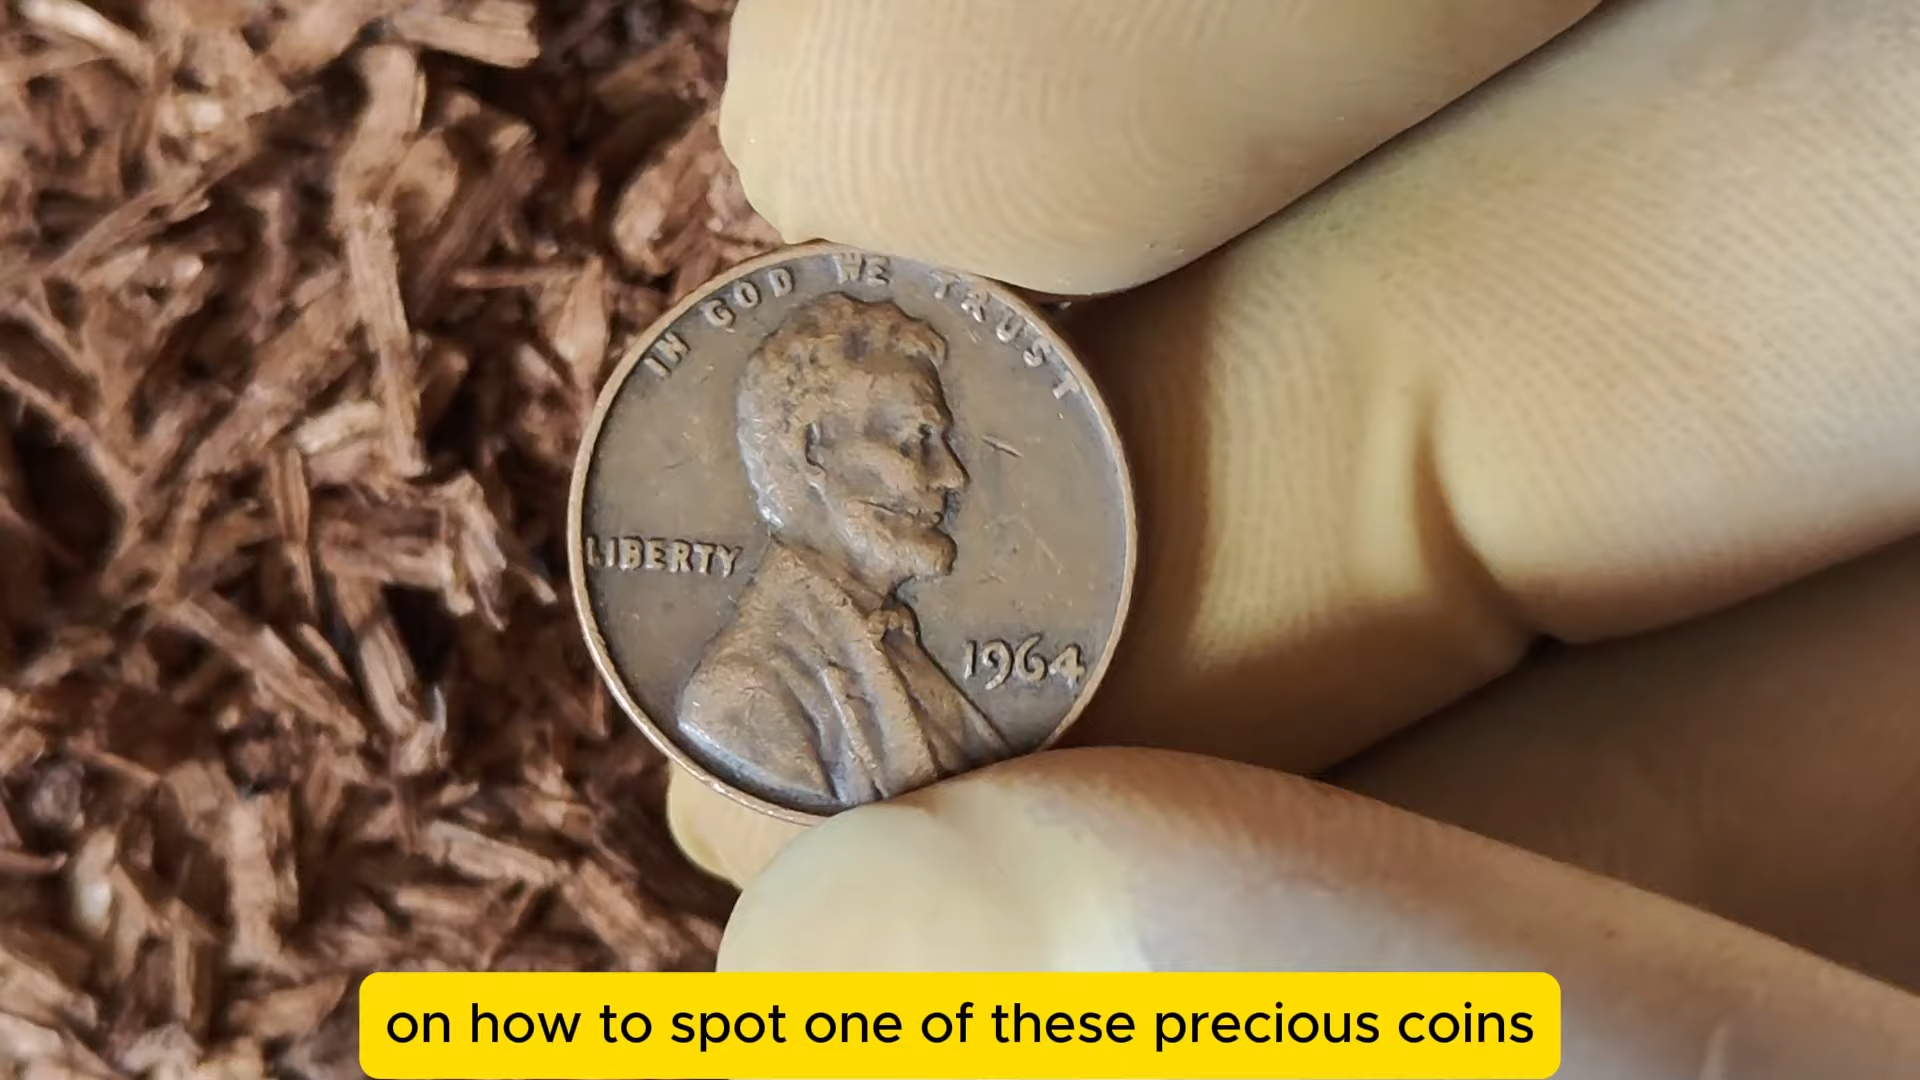 IN GOD WE TRUST
LIBERTY
1964
on how to spot one of these precious coins